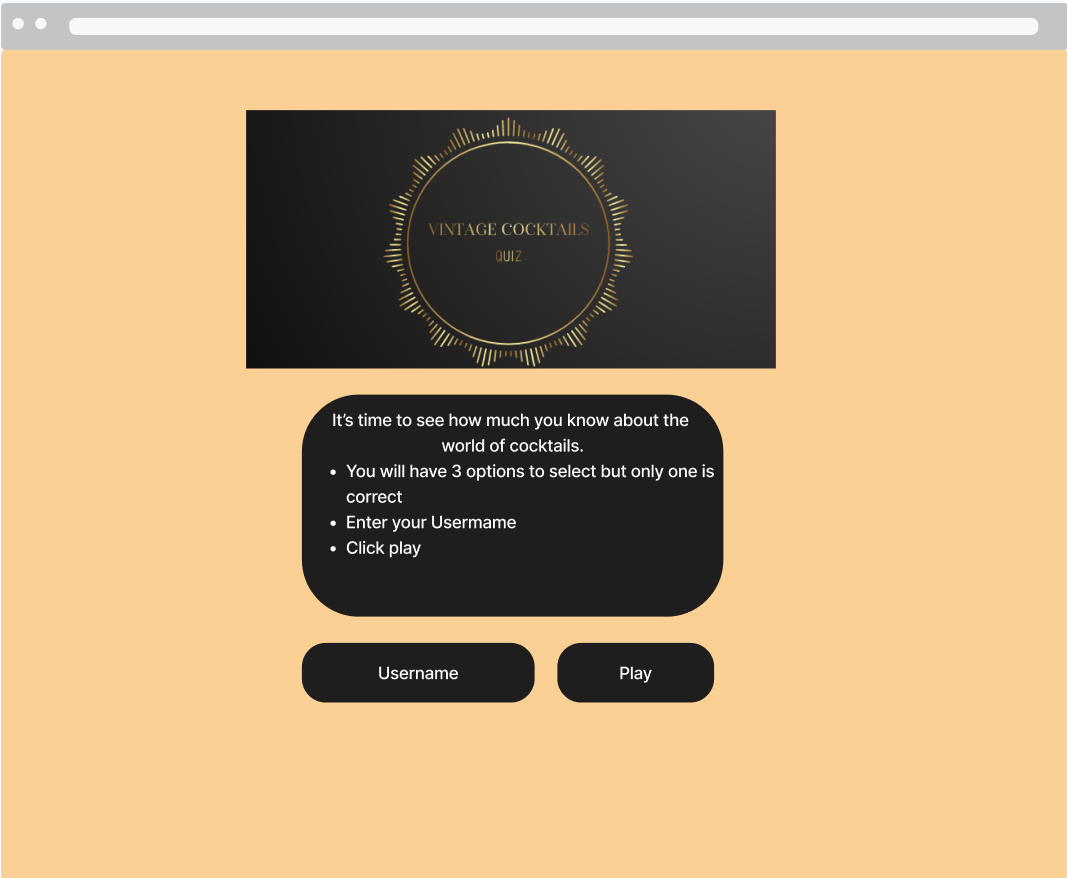 VINTAGE COCKTAILS
QUIZ
It’s time to see how much you know about the
world of cocktails.
• You will have 3 options to select but only one is
correct
• Enter your Usermame
• Click play
Username
Play